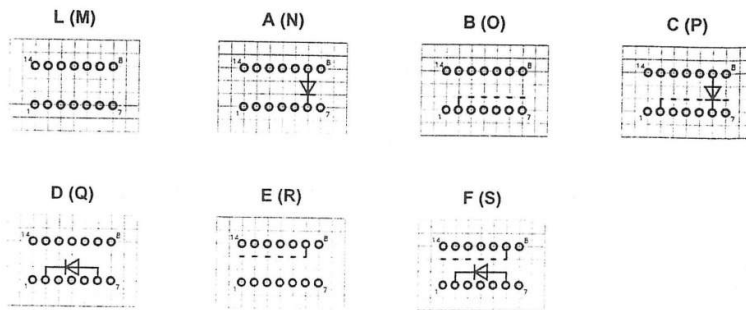 L (M) A (N) B (O) C (P)
14 8 14 8 14 8 14 8
1 7 1 7 1 7 1 7
D (Q) E (R) F (S)
14 8 14 8 14 8
1 7 1 7 1 7